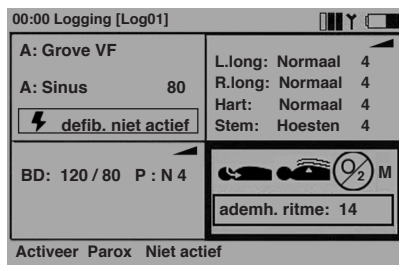 00:00 Logging [Log01]
A: Grove VF
A: Sinus 80
defib. niet actief
L.long: Normaal 4
R.long: Normaal 4
Hart: Normaal 4
Stem: Hoesten 4
BD: 120 / 80 P : N 4
O2 M
ademh. ritme: 14
Activeer Parox Niet actief